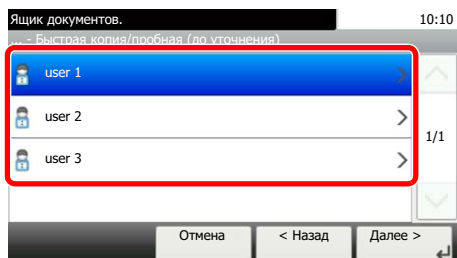 Ящик документов. 10:10
... - Быстрая копия/пробная (до уточнения)
user 1
user 2
1/1
user 3
Отмена < Назад Далее >